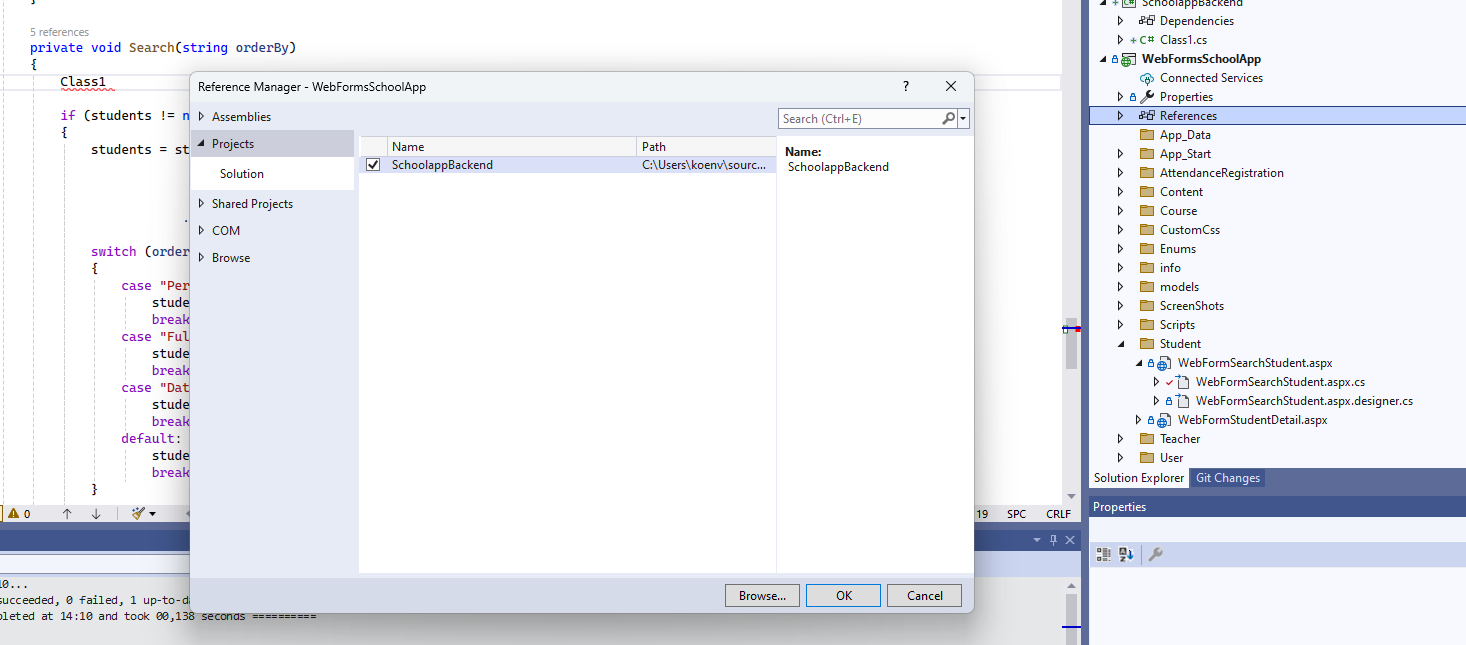 }
5 references
private void Search(string orderBy)
{
Class1
if (students != n
{
students = st
.
switch (order
{
case "Per
stude
break
case "Ful
stude
break
case "Dat
stude
break
default:
stude
break
}
0
19 SPC CRLF
10...
succeeded, 0 failed, 1 up-to-da
pleted at 14:10 and took 00,138 seconds ==========
Reference Manager - WebFormsSchoolApp
?
Assemblies
Projects
Solution
Shared Projects
COM
Browse
Search (Ctrl+E)
Name Path
SchoolappBackend C:\Users\koenv\sourc...
Name:
SchoolappBackend
Browse... OK Cancel
SchoolappBackend
Dependencies
C# Class1.cs
WebFormsSchoolApp
Connected Services
Properties
References
App_Data
App_Start
AttendanceRegistration
Content
Course
CustomCss
Enums
info
models
ScreenShots
Scripts
Student
WebFormSearchStudent.aspx
WebFormSearchStudent.aspx.cs
WebFormSearchStudent.aspx.designer.cs
WebFormStudentDetail.aspx
Teacher
User
Solution Explorer Git Changes
Properties